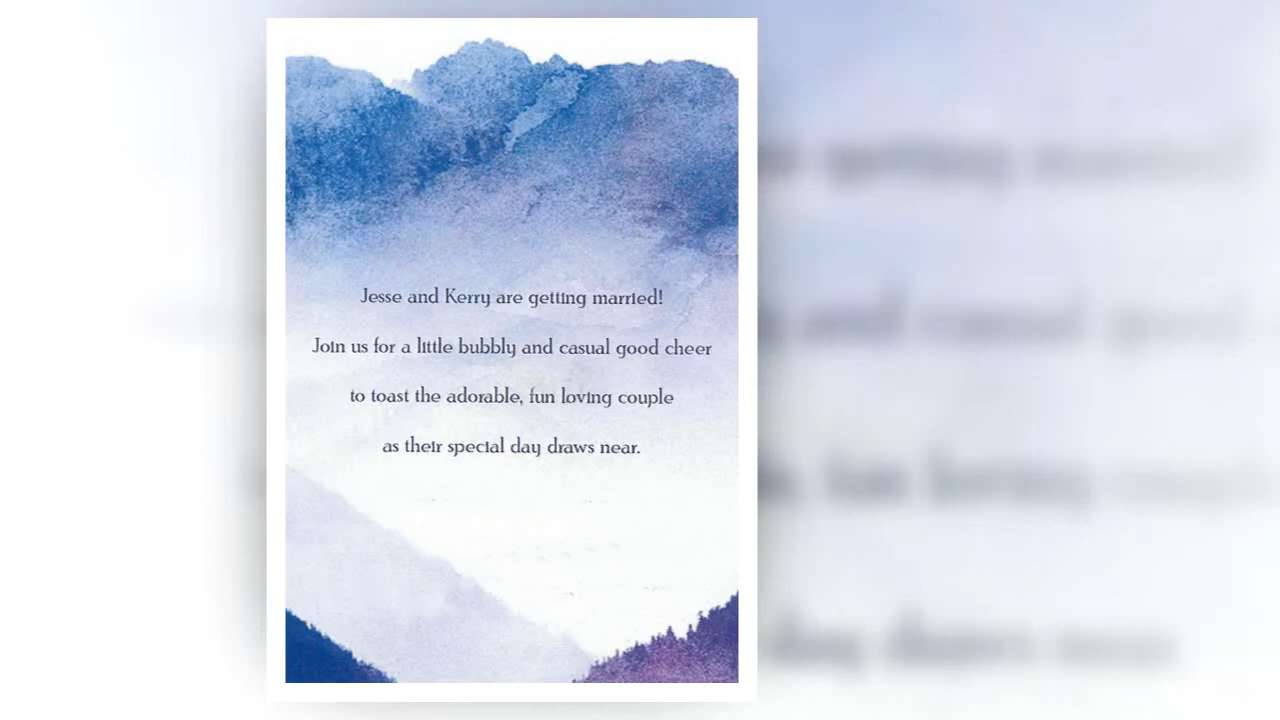 Jesse and Kerry are getting married!
Join us for a little bubbly and casual good cheer
to toast the adorable, fun loving couple
as their special day draws near.